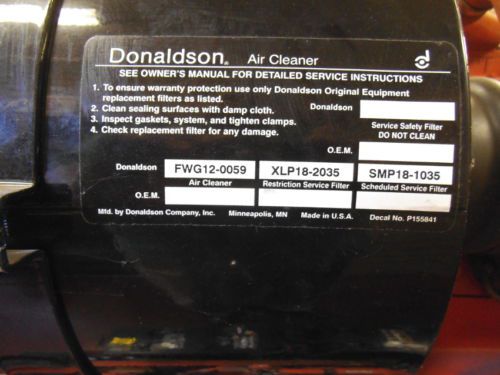 Donaldson® Air Cleaner
SEE OWNER'S MANUAL FOR DETAILED SERVICE INSTRUCTIONS
1. To ensure warranty protection use only Donaldson Original Equipment
replacement filters as listed.
2. Clean sealing surfaces with damp cloth.
3. Inspect gaskets, system, and tighten clamps.
4. Check replacement filter for any damage.
Donaldson
Service Safety Filter
DO NOT CLEAN
O.E.M.
Donaldson FWG12-0059 XLP18-2035 SMP18-1035
Air Cleaner Restriction Service Filter Scheduled Service Filter
O.E.M.
Mfd. by Donaldson Company, Inc. Minneapolis, MN Made in U.S.A. Decal No. P155841